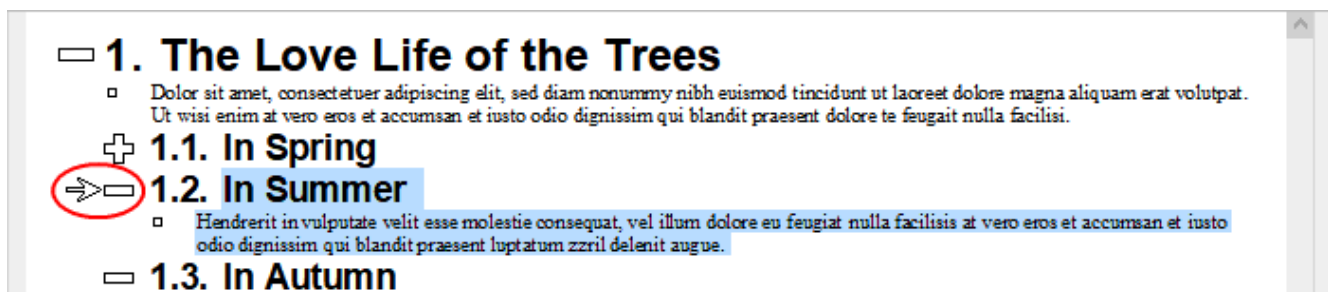 1. The Love Life of the Trees
Dolor sit amet, consectetuer adipiscing elit, sed diam nonummy nibh euismod tincidunt ut laoreet dolore magna aliquam erat volutpat.
Ut wisi enim at vero eros et accumsan et iusto odio dignissim qui blandit praesent dolore te feugait nulla facilisi.
1.1. In Spring
1.2. In Summer
Hendrerit in vulputate velit esse molestie consequat, vel illum dolore eu feugiat nulla facilisis at vero eros et accumsan et iusto
odio dignissim qui blandit praesent luptatum zzril delenit augue.
1.3. In Autumn